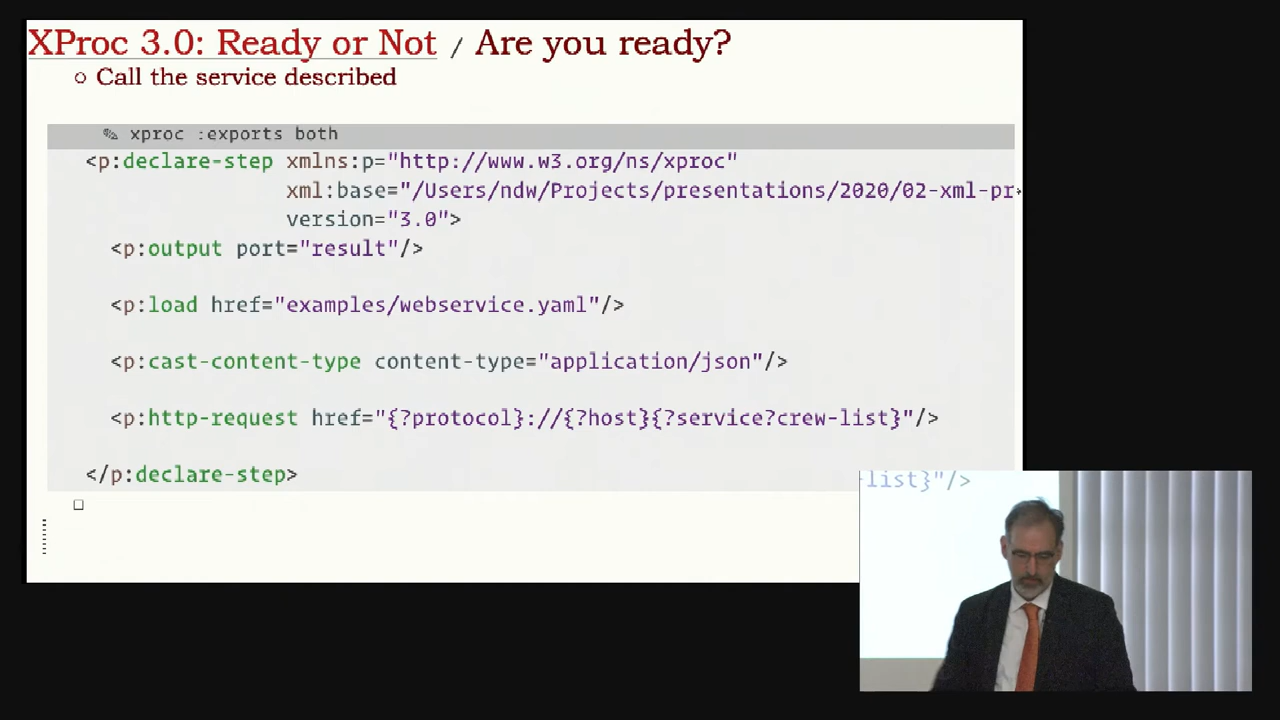 XProc 3.0: Ready or Not / Are you ready?
Call the service described
xproc :exports both
<p:declare-step xmlns:p="http://www.w3.org/ns/xproc"
xml:base="/Users/ndw/Projects/presentations/2020/02-xml-pr
version="3.0">
<p:output port="result"/>
<p:load href="examples/webservice.yaml"/>
<p:cast-content-type content-type="application/json"/>
<p:http-request href="{?protocol}://{?host}{?service?crew-list}"/>
</p:declare-step>
list}"/>